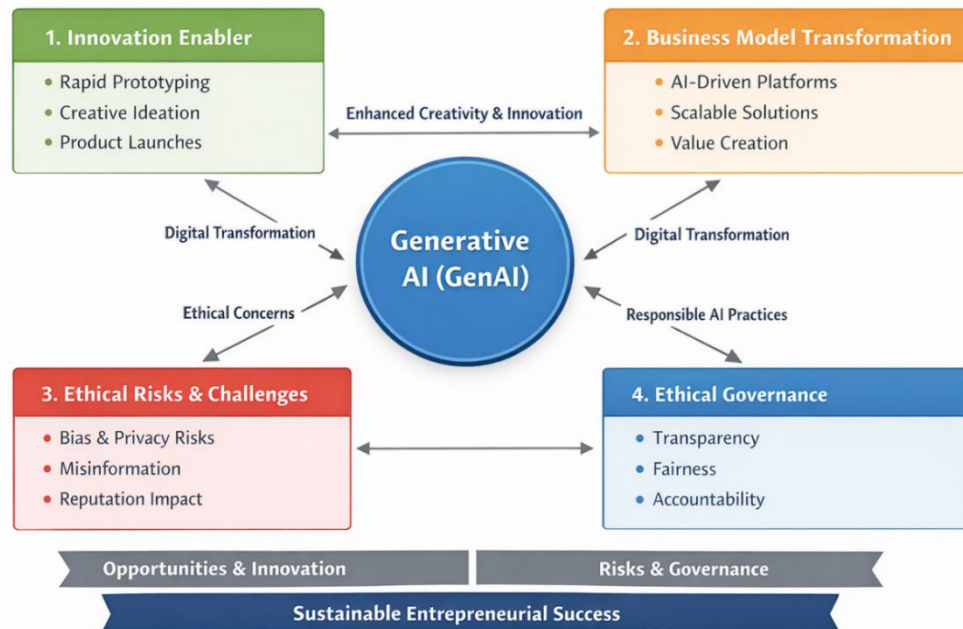 1. Innovation Enabler
• Rapid Prototyping
• Creative Ideation
• Product Launches
2. Business Model Transformation
• AI-Driven Platforms
• Scalable Solutions
• Value Creation
Enhanced Creativity & Innovation
Digital Transformation
Generative
AI (GenAI)
Digital Transformation
Ethical Concerns
Responsible AI Practices
3. Ethical Risks & Challenges
• Bias & Privacy Risks
• Misinformation
• Reputation Impact
4. Ethical Governance
• Transparency
• Fairness
• Accountability
Opportunities & Innovation
Risks & Governance
Sustainable Entrepreneurial Success